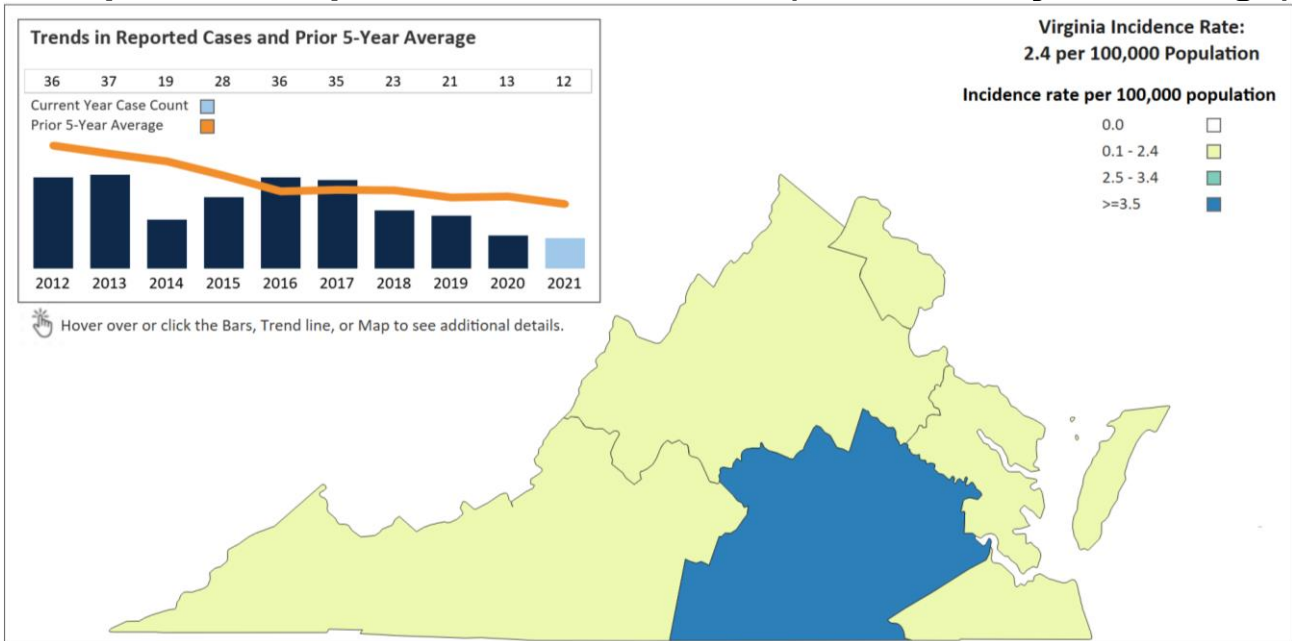 Trends in Reported Cases and Prior 5-Year Average
36 37 19 28 36 35 23 21 13 12
Current Year Case Count
Prior 5-Year Average
2012 2013 2014 2015 2016 2017 2018 2019 2020 2021
Hover over or click the Bars, Trend line, or Map to see additional details.
Virginia Incidence Rate:
2.4 per 100,000 Population
Incidence rate per 100,000 population
0.0
0.1 - 2.4
2.5 - 3.4
>=3.5